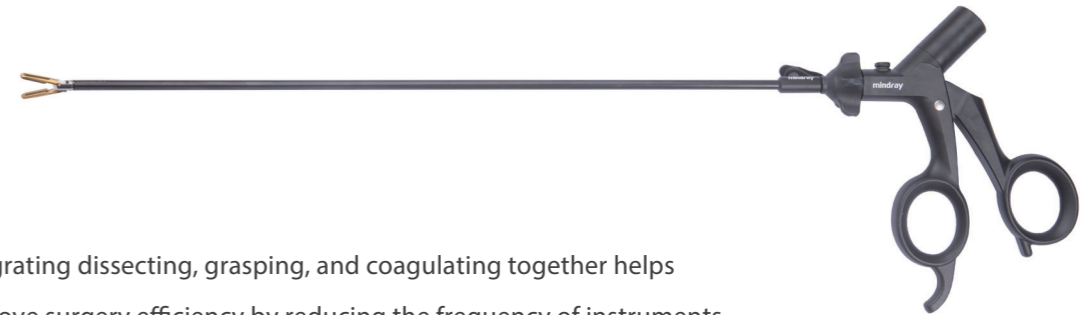 mindray
mindray
grating dissecting, grasping, and coagulating together helps
ove surgery efficiency by reducing the frequency of instruments